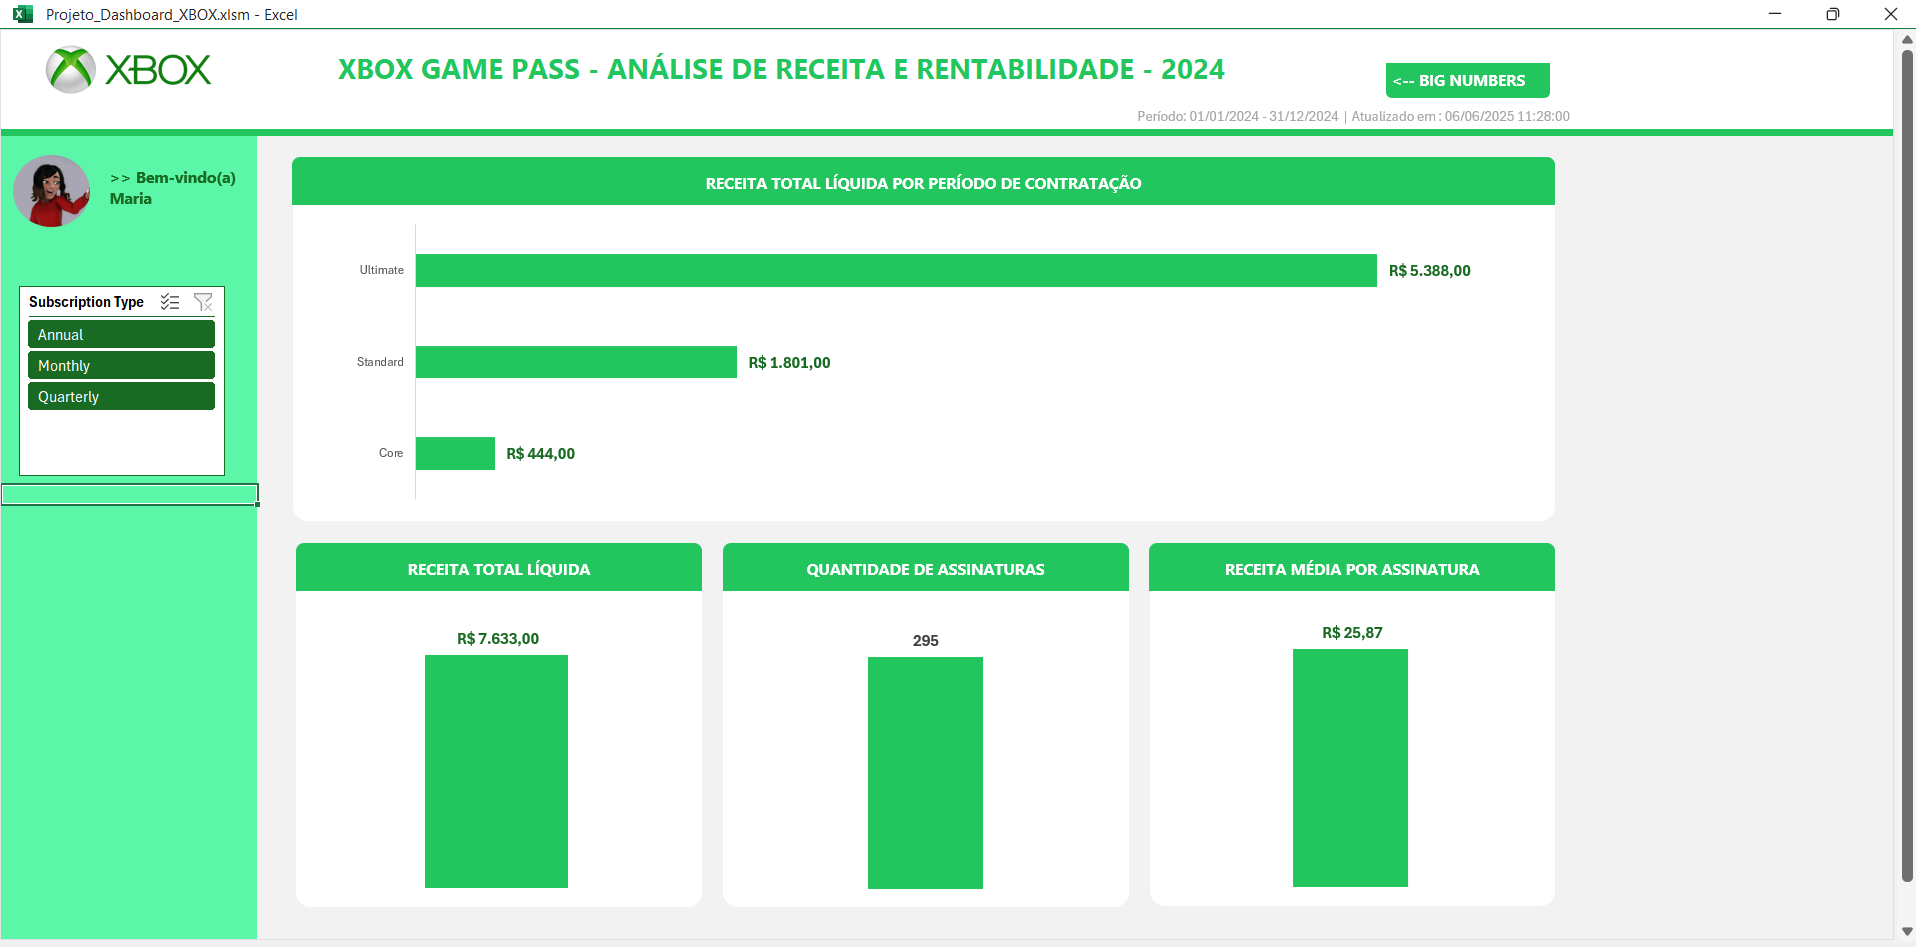 Projeto_Dashboard_XBOX.xlsm - Excel
XBOX
XBOX GAME PASS - ANÁLISE DE RECEITA E RENTABILIDADE - 2024
<-- BIG NUMBERS
Período: 01/01/2024 - 31/12/2024 | Atualizado em : 06/06/2025 11:28:00
>> Bem-vindo(a)
Maria
Subscription Type
Annual
Monthly
Quarterly
RECEITA TOTAL LÍQUIDA POR PERÍODO DE CONTRATAÇÃO
Ultimate R$ 5.388,00
Standard R$ 1.801,00
Core R$ 444,00
RECEITA TOTAL LÍQUIDA
R$ 7.633,00
QUANTIDADE DE ASSINATURAS
295
RECEITA MÉDIA POR ASSINATURA
R$ 25,87